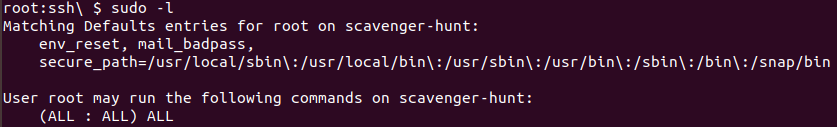 root:ssh\ $ sudo -l
Matching Defaults entries for root on scavenger-hunt:
    env_reset, mail_badpass,
    secure_path=/usr/local/sbin\:/usr/local/bin\:/usr/sbin\:/usr/bin\:/sbin\:/bin\:/snap/bin

User root may run the following commands on scavenger-hunt:
    (ALL : ALL) ALL